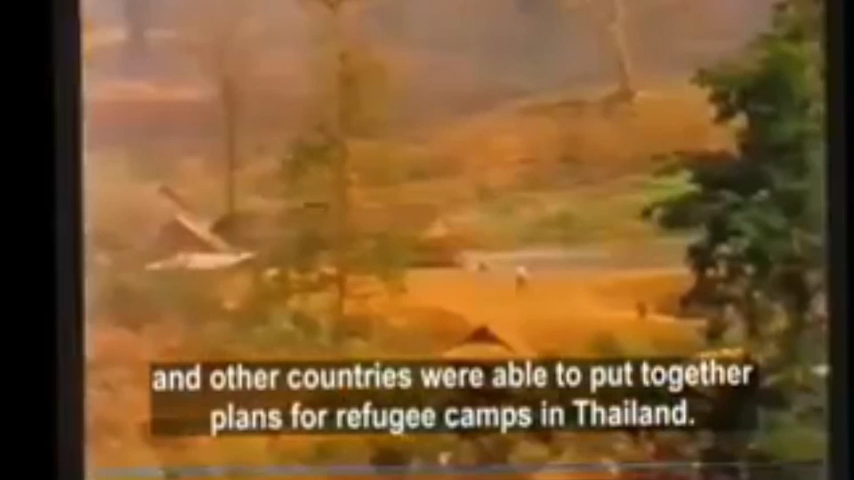 and other countries were able to put together
plans for refugee camps in Thailand.